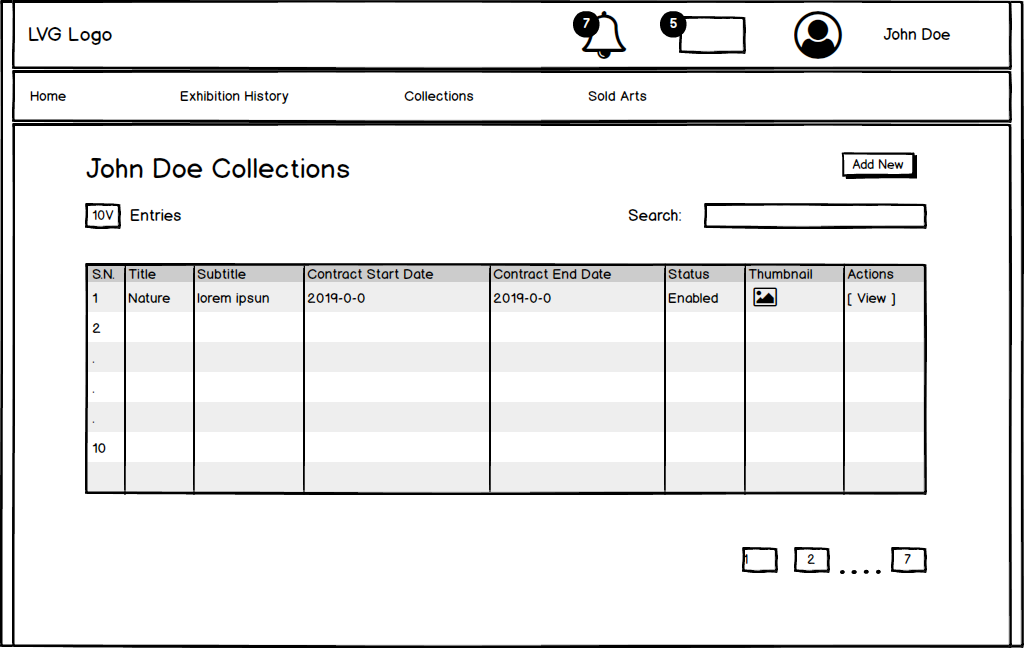 LVG Logo
7
5
John Doe
Home
Exhibition History
Collections
Sold Arts
John Doe Collections
Add New
10V Entries
Search:
S.N. Title Subtitle Contract Start Date Contract End Date Status Thumbnail Actions
1 Nature lorem ipsun 2019-0-0 2019-0-0 Enabled [ View ]
2
.
.
.
10
1 2 .... 7